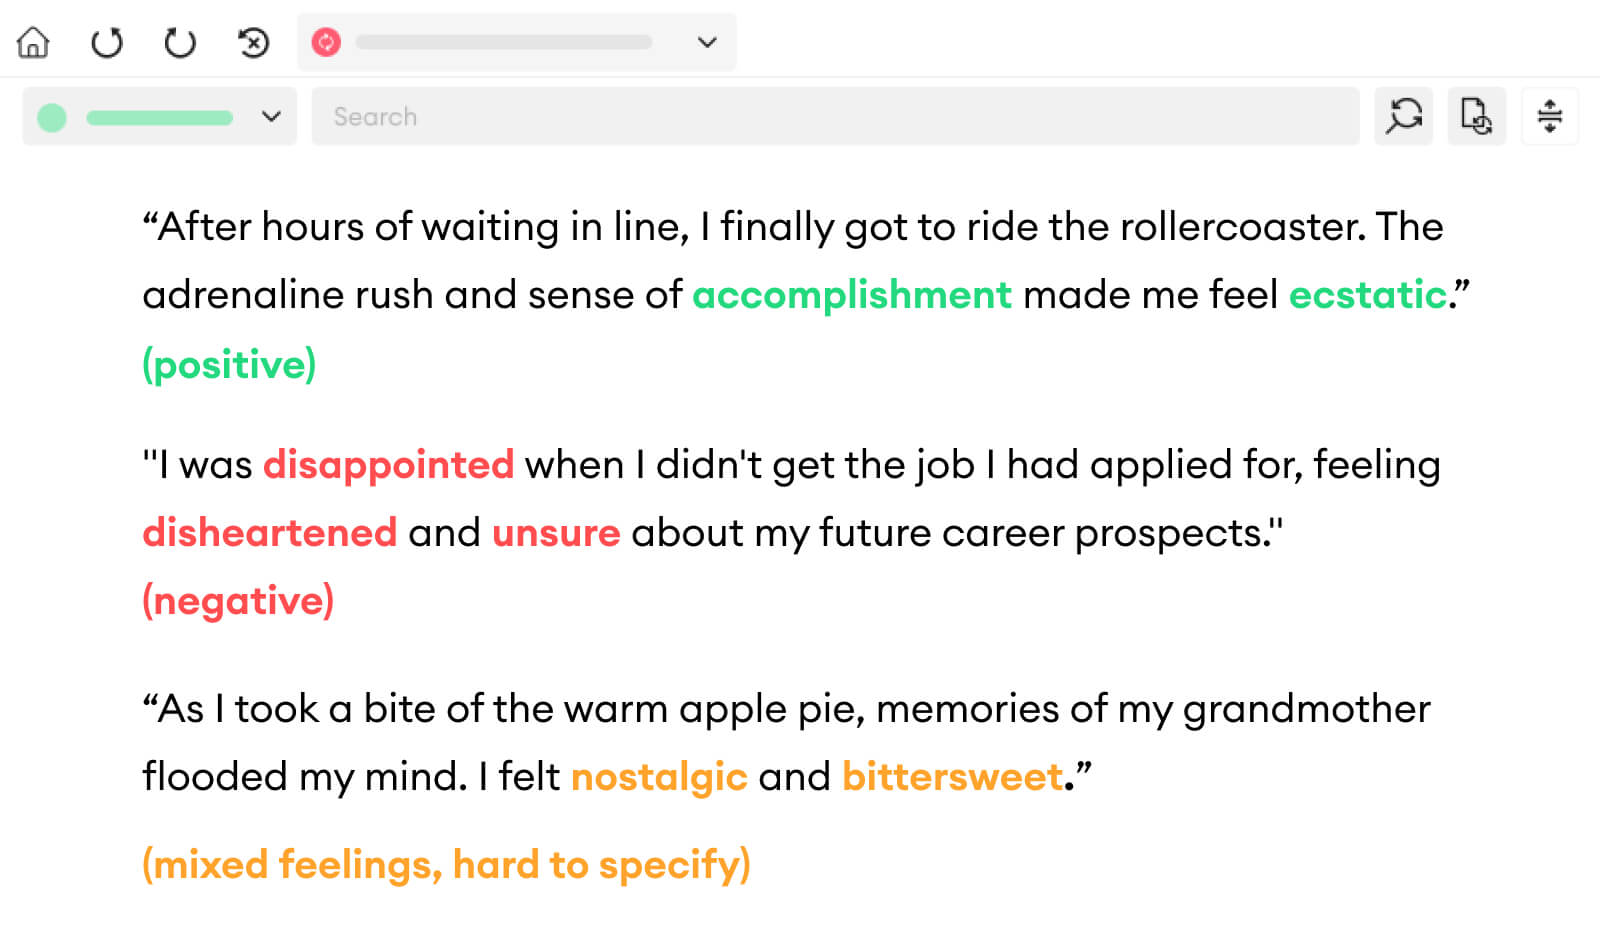 Search
“After hours of waiting in line, I finally got to ride the rollercoaster. The
adrenaline rush and sense of accomplishment made me feel ecstatic.”
(positive)
"I was disappointed when I didn't get the job I had applied for, feeling
disheartened and unsure about my future career prospects."
(negative)
“As I took a bite of the warm apple pie, memories of my grandmother
flooded my mind. I felt nostalgic and bittersweet.”
(mixed feelings, hard to specify)